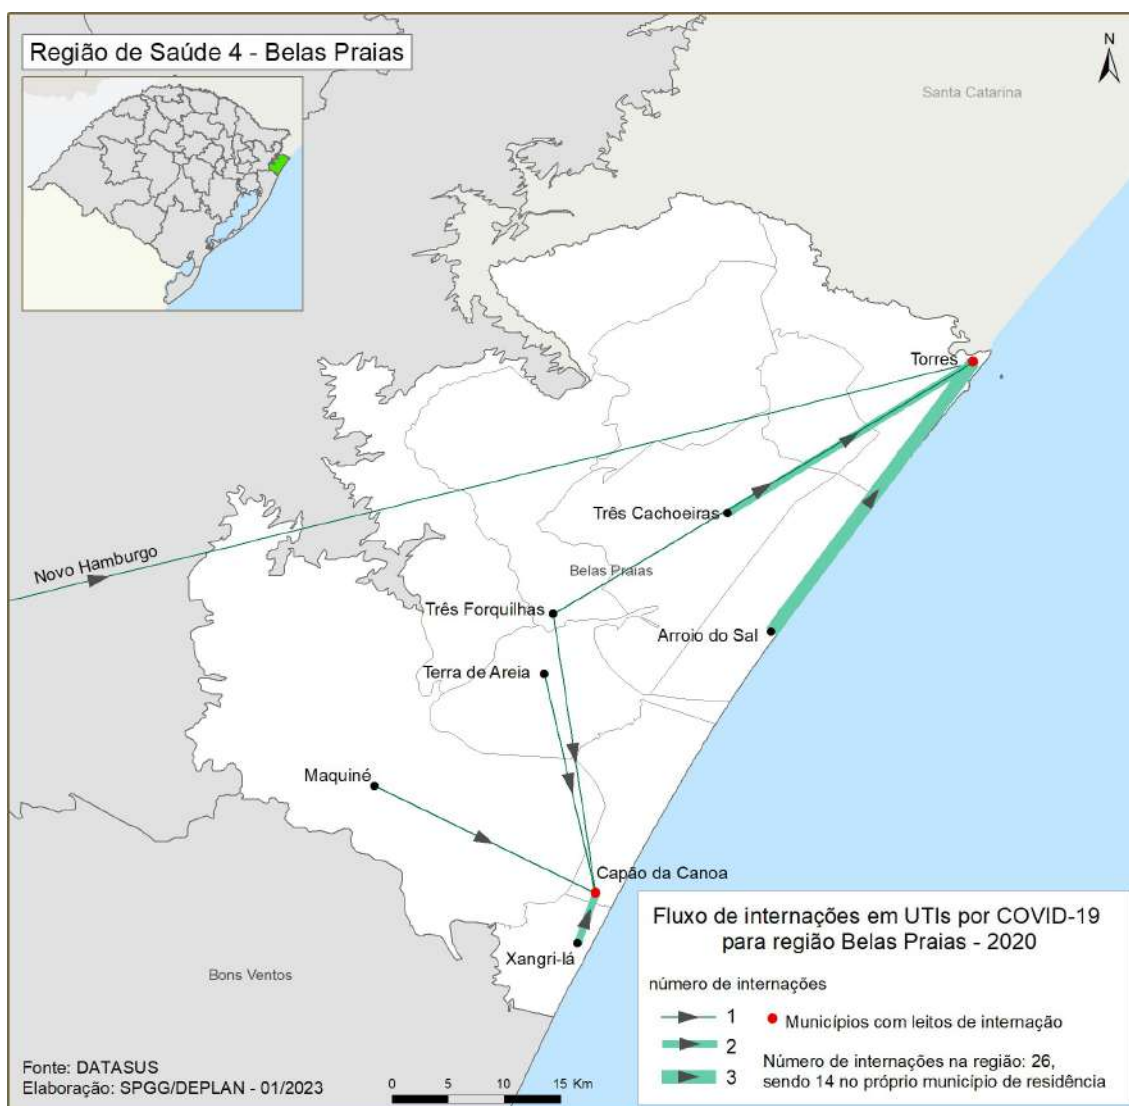 Região de Saúde 4 - Belas Praias
N
Santa Catarina
Torres
Três Cachoeiras
Novo Hamburgo
Belas Praias
Três Forquilhas
Arroio do Sal
Terra de Areia
Maquiné
Capão da Canoa
Xangri-lá
Bons Ventos
Fluxo de internações em UTIs por COVID-19
para região Belas Praias - 2020
número de internações
1
Municípios com leitos de internação
2
3
Número de internações na região: 26,
sendo 14 no próprio município de residência
Fonte: DATASUS
Elaboração: SPGG/DEPLAN - 01/2023
0 5 10 15 Km